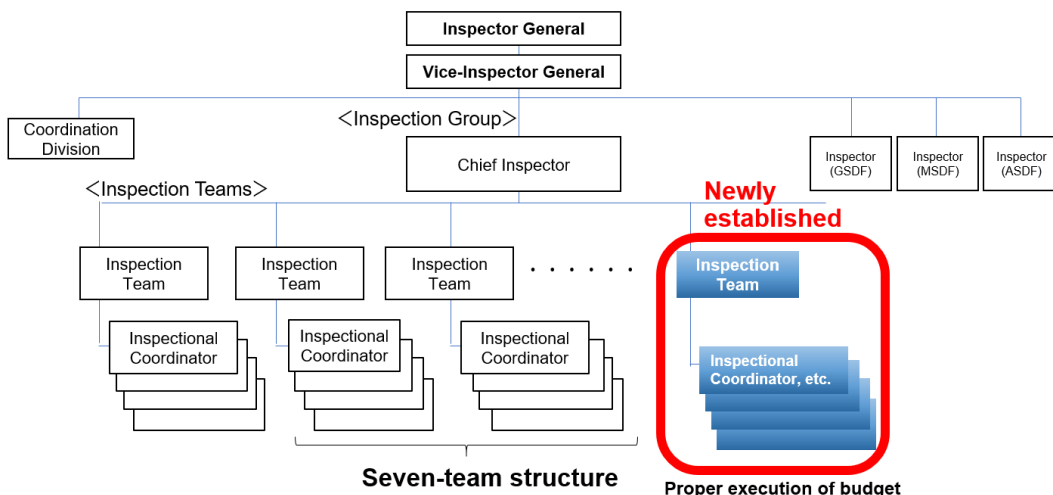 Inspector General
Vice-Inspector General
Coordination
Division
<Inspection Group>
Chief Inspector
Inspector
(GSDF)
Inspector
(MSDF)
Inspector
(ASDF)
<Inspection Teams>
Newly
established
Inspection
Team
Inspection
Team
Inspection
Team
· · · · · ·
Inspection
Team
Inspectional
Coordinator
Inspectional
Coordinator
Inspectional
Coordinator
Inspectional
Coordinator, etc.
Seven-team structure
Proper execution of budget